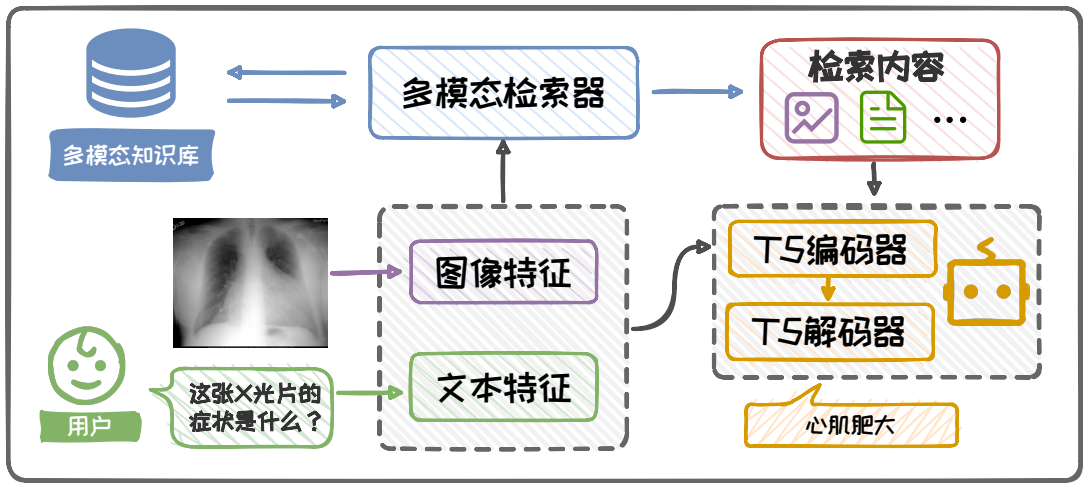 多模态知识库
多模态检索器
检索内容
...
图像特征
文本特征
用户
这张X光片的
症状是什么？
T5编码器
T5解码器
心肌肥大